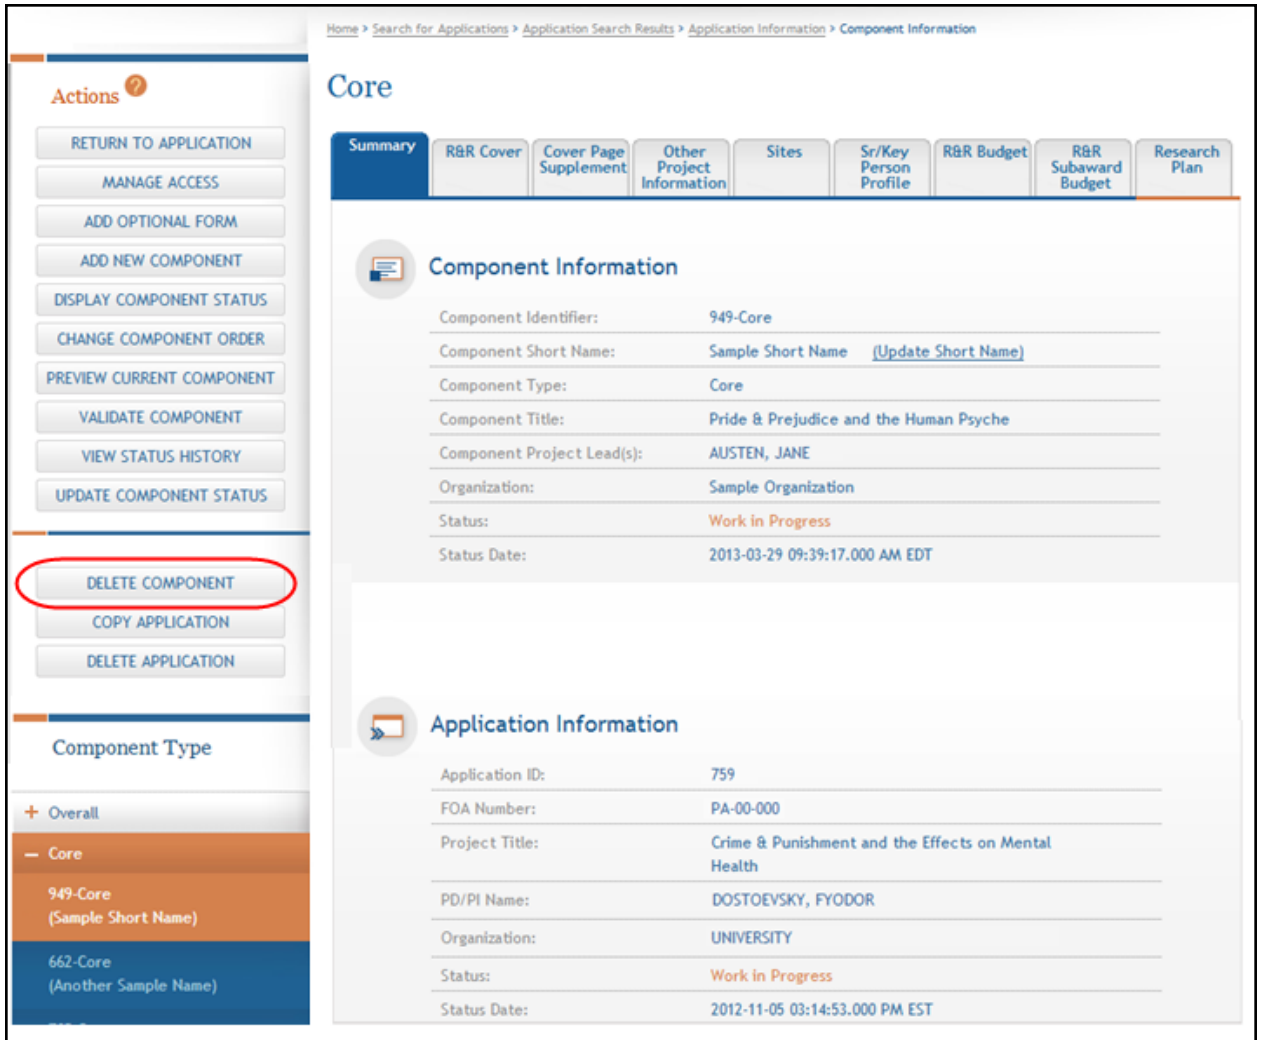 Home > Search for Applications > Application Search Results > Application Information > Component Information
Actions ?
RETURN TO APPLICATION
MANAGE ACCESS
ADD OPTIONAL FORM
ADD NEW COMPONENT
DISPLAY COMPONENT STATUS
CHANGE COMPONENT ORDER
PREVIEW CURRENT COMPONENT
VALIDATE COMPONENT
VIEW STATUS HISTORY
UPDATE COMPONENT STATUS
DELETE COMPONENT
COPY APPLICATION
DELETE APPLICATION
Component Type
+ Overall
– Core
949-Core
(Sample Short Name)
662-Core
(Another Sample Name)
Core
Summary
R&R Cover
Cover Page
Supplement
Other
Project
Information
Sites
Sr/Key
Person
Profile
R&R Budget
R&R
Subaward
Budget
Research
Plan
Component Information
Component Identifier: 949-Core
Component Short Name: Sample Short Name (Update Short Name)
Component Type: Core
Component Title: Pride & Prejudice and the Human Psyche
Component Project Lead(s): AUSTEN, JANE
Organization: Sample Organization
Status: Work in Progress
Status Date: 2013-03-29 09:39:17.000 AM EDT
Application Information
Application ID: 759
FOA Number: PA-00-000
Project Title: Crime & Punishment and the Effects on Mental
Health
PD/PI Name: DOSTOEVSKY, FYODOR
Organization: UNIVERSITY
Status: Work in Progress
Status Date: 2012-11-05 03:14:53.000 PM EST